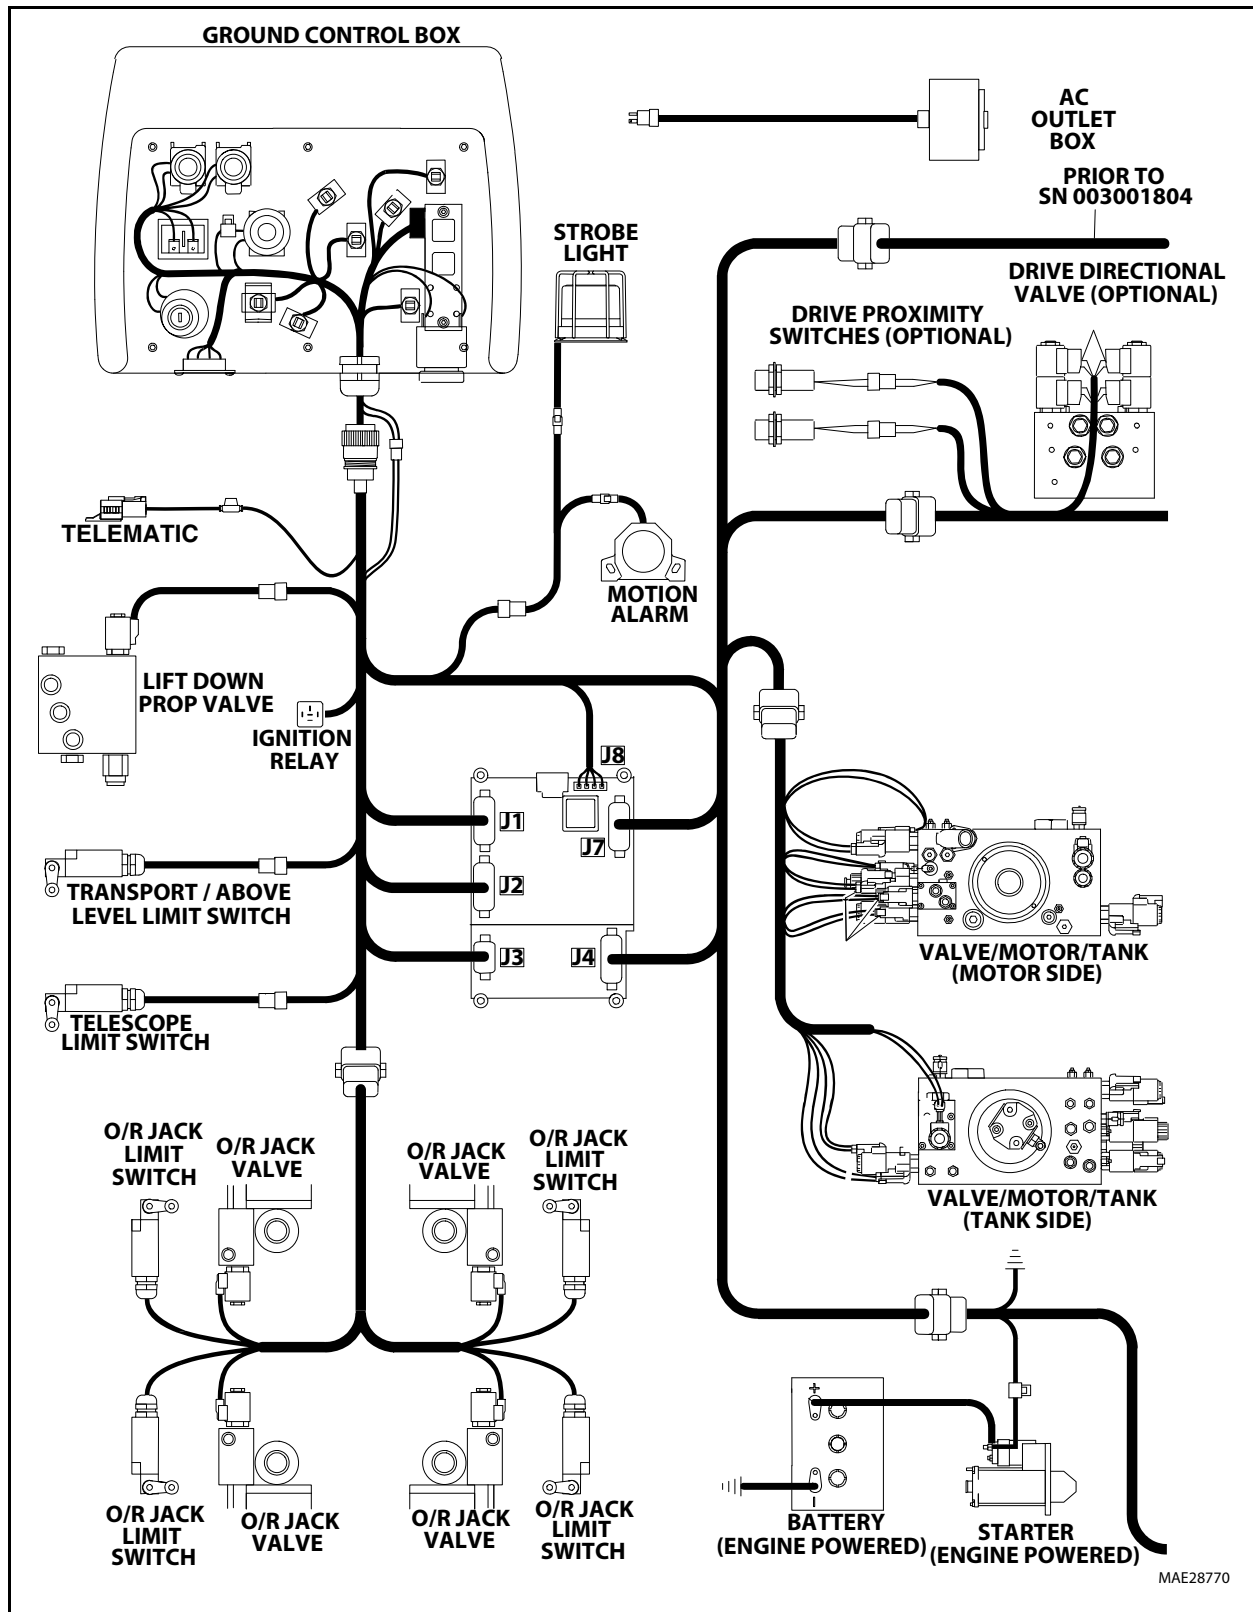 GROUND CONTROL BOX
AC
OUTLET
BOX
PRIOR TO
SN 003001804
STROBE
LIGHT
DRIVE DIRECTIONAL
VALVE (OPTIONAL)
DRIVE PROXIMITY
SWITCHES (OPTIONAL)
TELEMATIC
MOTION
ALARM
LIFT DOWN
PROP VALVE
IGNITION
RELAY
J8
J1
J7
J2
J3
J4
TRANSPORT / ABOVE
LEVEL LIMIT SWITCH
TELESCOPE
LIMIT SWITCH
VALVE/MOTOR/TANK
(MOTOR SIDE)
VALVE/MOTOR/TANK
(TANK SIDE)
O/R JACK
LIMIT
SWITCH
O/R JACK
VALVE
O/R JACK
VALVE
O/R JACK
LIMIT
SWITCH
O/R JACK
LIMIT
SWITCH
O/R JACK
VALVE
O/R JACK
VALVE
O/R JACK
LIMIT
SWITCH
+
-
BATTERY
(ENGINE POWERED)
STARTER
(ENGINE POWERED)
MAE28770